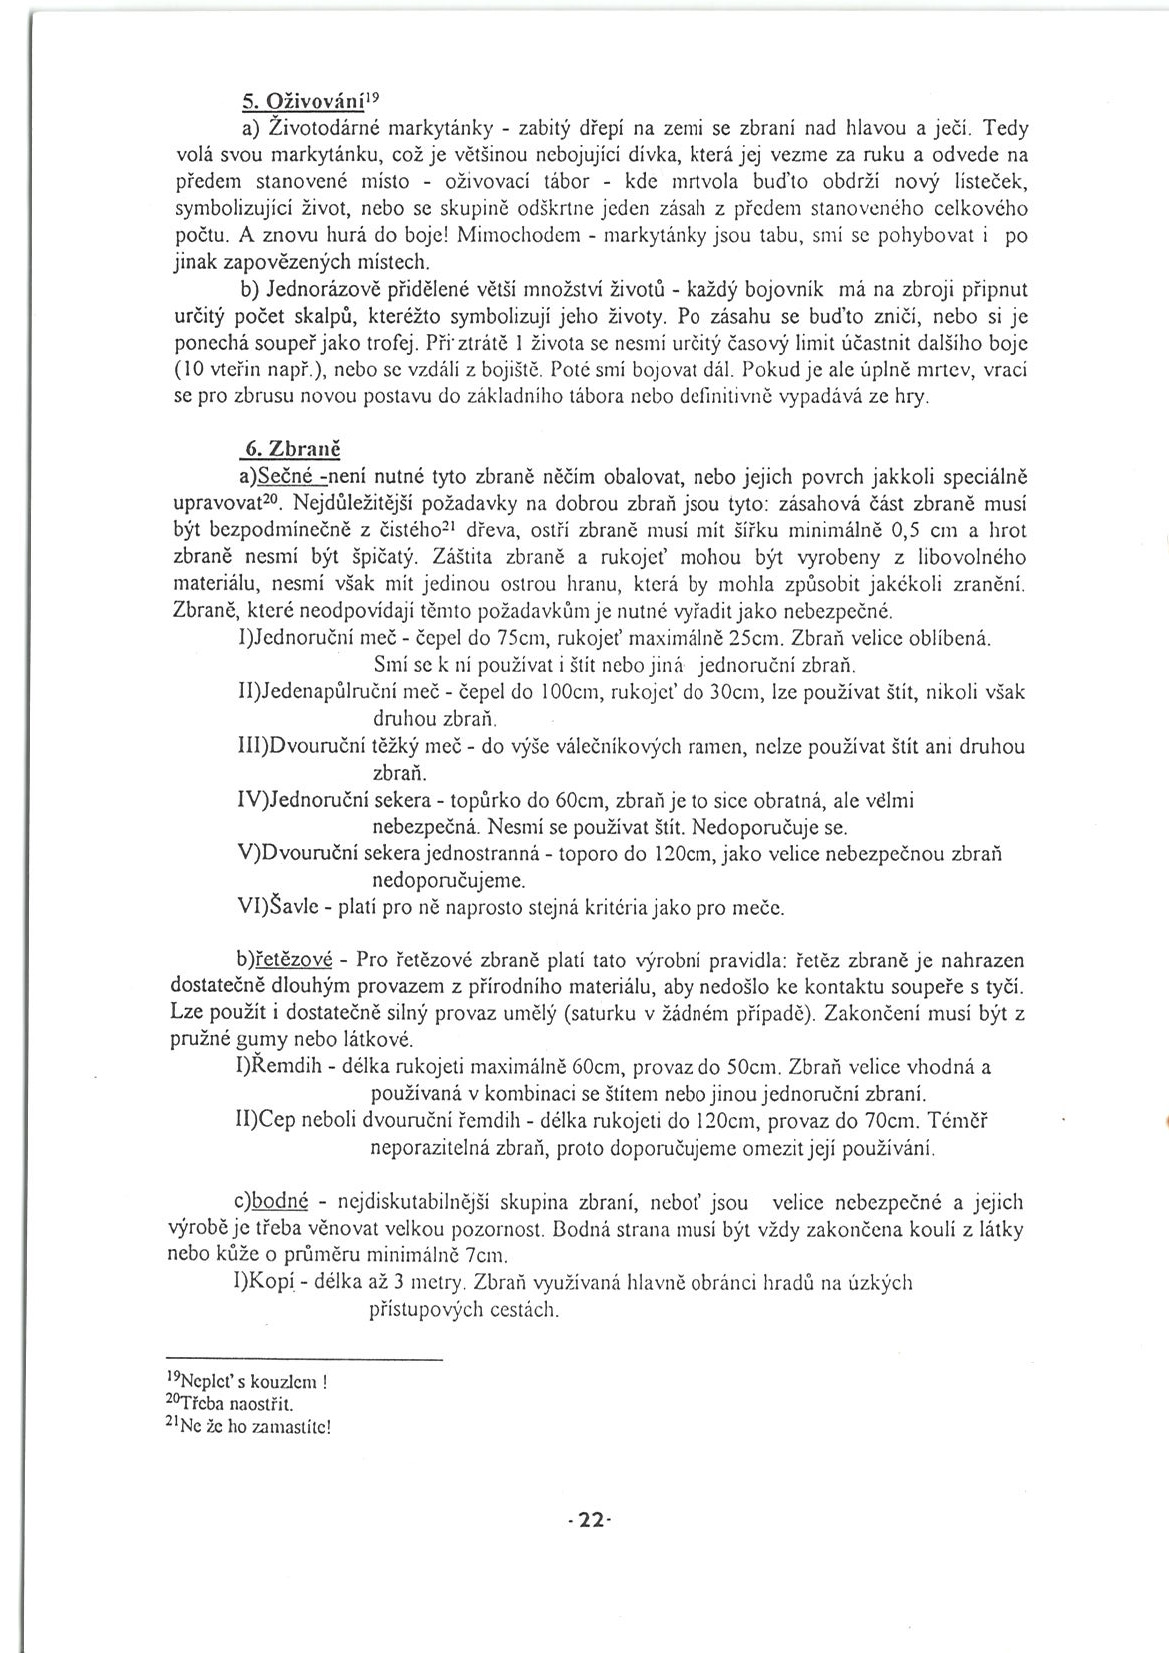 5. Oživování¹⁹
a) Životodárné markytánky - zabitý dřepí na zemi se zbraní nad hlavou a ječí. Tedy
volá svou markytánku, což je většinou nebojující dívka, která jej vezme za ruku a odvede na
předem stanovené místo - oživovací tábor - kde mrtvola buďto obdrží nový lísteček,
symbolizující život, nebo se skupině odškrtne jeden zásah z předem stanoveného celkového
počtu. A znovu hurá do boje! Mimochodem - markytánky jsou tabu, smí se pohybovat i po
jinak zapovězených místech.
b) Jednorázově přidělené větší množství životů - každý bojovník má na zbroji připnut
určitý počet skalpů, kteréžto symbolizují jeho životy. Po zásahu se buďto zničí, nebo si je
ponechá soupeř jako trofej. Při ztrátě 1 života se nesmí určitý časový limit účastnit dalšího boje
(10 vteřin např.), nebo se vzdálí z bojiště. Poté smí bojovat dál. Pokud je ale úplně mrtev, vrací
se pro zbrusu novou postavu do základního tábora nebo definitivně vypadává ze hry.
6. Zbraně
a)Sečné -není nutné tyto zbraně něčím obalovat, nebo jejich povrch jakkoli speciálně
upravovat²⁰. Nejdůležitější požadavky na dobrou zbraň jsou tyto: zásahová část zbraně musí
být bezpodmínečně z čistého²¹ dřeva, ostří zbraně musí mít šířku minimálně 0,5 cm a hrot
zbraně nesmí být špičatý. Záštita zbraně a rukojeť mohou být vyrobeny z libovolného
materiálu, nesmí však mít jedinou ostrou hranu, která by mohla způsobit jakékoli zranění.
Zbraně, které neodpovídají těmto požadavkům je nutné vyřadit jako nebezpečné.
I)Jednoruční meč - čepel do 75cm, rukojeť maximálně 25cm. Zbraň velice oblíbená.
Smí se k ní používat i štít nebo jiná jednoruční zbraň.
II)Jedenapůlruční meč - čepel do 100cm, rukojeť do 30cm, lze používat štít, nikoli však
druhou zbraň.
III)Dvouruční těžký meč - do výše válečníkových ramen, nelze používat štít ani druhou
zbraň.
IV)Jednoruční sekera - topůrko do 60cm, zbraň je to sice obratná, ale velmi
nebezpečná. Nesmí se používat štít. Nedoporučuje se.
V)Dvouruční sekera jednostranná - toporo do 120cm, jako velice nebezpečnou zbraň
nedoporučujeme.
VI)Šavle - platí pro ně naprosto stejná kritéria jako pro meče.
b)řetězové - Pro řetězové zbraně platí tato výrobní pravidla: řetěz zbraně je nahrazen
dostatečně dlouhým provazem z přírodního materiálu, aby nedošlo ke kontaktu soupeře s tyčí.
Lze použít i dostatečně silný provaz umělý (saturku v žádném případě). Zakončení musí být z
pružné gumy nebo látkové.
I)Řemdih - délka rukojeti maximálně 60cm, provaz do 50cm. Zbraň velice vhodná a
používaná v kombinaci se štítem nebo jinou jednoruční zbraní.
II)Cep neboli dvouruční řemdih - délka rukojeti do 120cm, provaz do 70cm. Téměř
neporazitelná zbraň, proto doporučujeme omezit její používání.
c)bodné - nejdiskutabilnější skupina zbraní, neboť jsou velice nebezpečné a jejich
výrobě je třeba věnovat velkou pozornost. Bodná strana musí být vždy zakončena koulí z látky
nebo kůže o průměru minimálně 7cm.
I)Kopí - délka až 3 metry. Zbraň využívaná hlavně obránci hradů na úzkých
přístupových cestách.
¹⁹Neplet' s kouzlem !
²⁰Třeba naostřit.
²¹Ne že ho zamastíte!
-22-